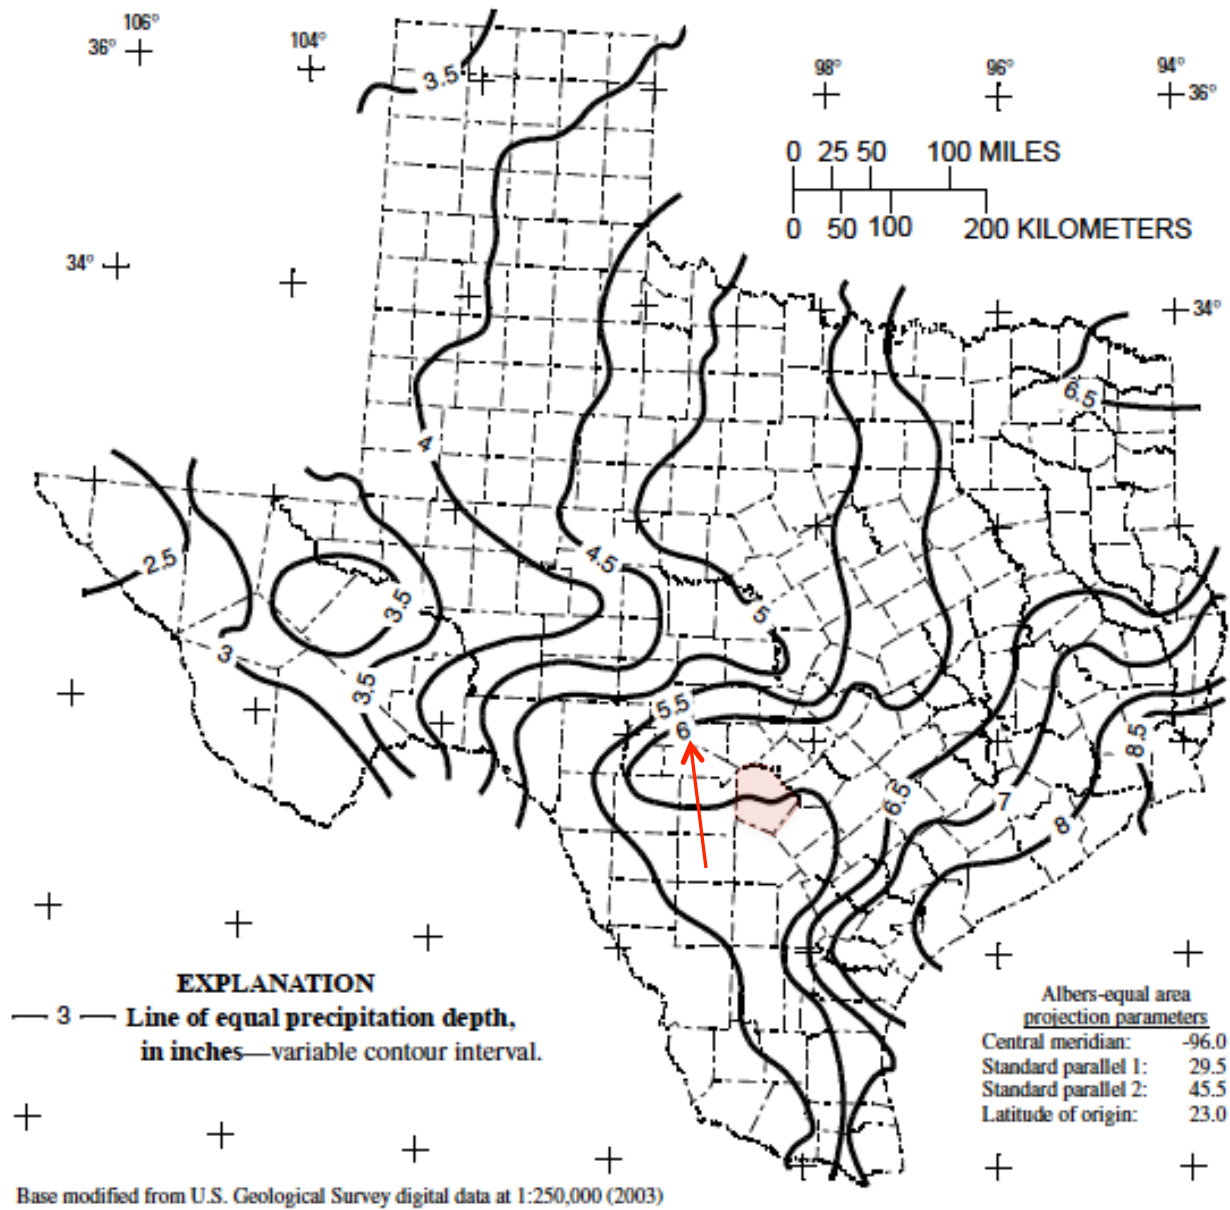 106°
36°
104°
98°
96°
94°
36°
3.5
0 25 50 100 MILES
0 50 100 200 KILOMETERS
34°
34°
6.5
4
4.5
2.5
3.5
5
3
3.5
5.5
6
8.5
6.5
7
8
EXPLANATION
3 Line of equal precipitation depth,
in inches—variable contour interval.
Albers-equal area
projection parameters
Central meridian: -96.0
Standard parallel 1: 29.5
Standard parallel 2: 45.5
Latitude of origin: 23.0
Base modified from U.S. Geological Survey digital data at 1:250,000 (2003)